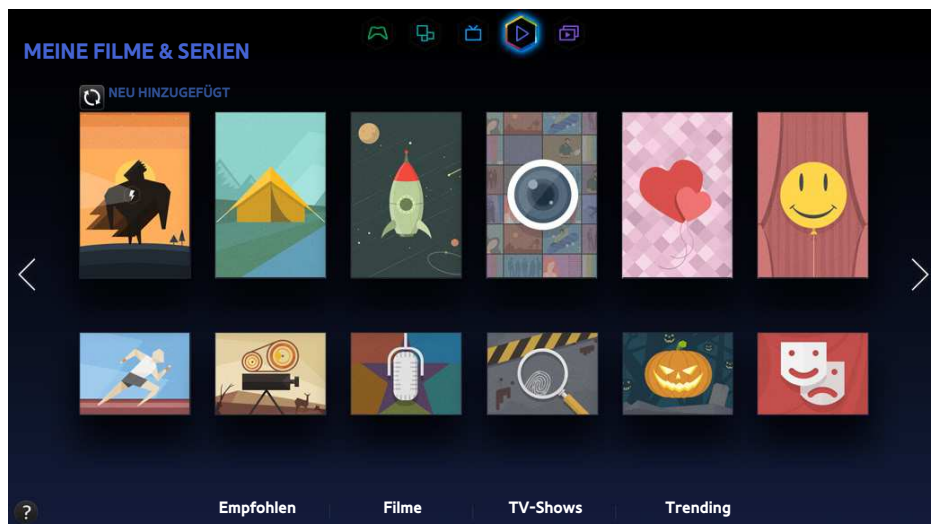 MEINE FILME & SERIEN
NEU HINZUGEFÜGT
?
Empfohlen
Filme
TV-Shows
Trending